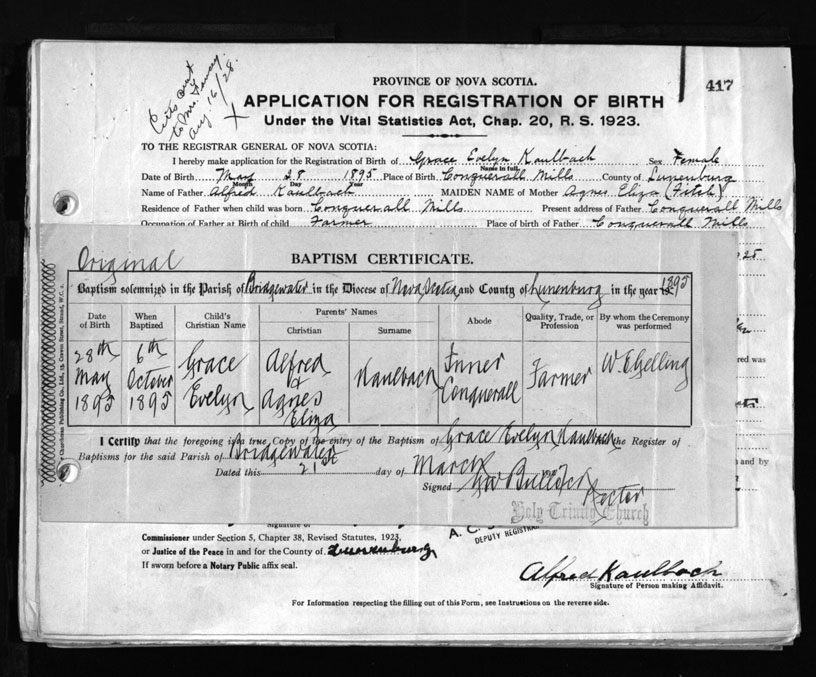 Certs sent
to Mr.
Aug 16/28.
PROVINCE OF NOVA SCOTIA.
417
APPLICATION FOR REGISTRATION OF BIRTH
Under the Vital Statistics Act, Chap. 20, R. S. 1923.
TO THE REGISTRAR GENERAL OF NOVA SCOTIA:
I hereby make application for the Registration of Birth of Grace Evelyn Kaulbach Sex Female
Name in full
Date of Birth May 28 1895 Place of Birth Conquerall Mills County of Lunenburg
Month Day Year
Name of Father Alfred Kaulbach MAIDEN NAME of Mother Agnes Eliza (Fitch)
Residence of Father when child was born Conquerall Mills Present address of Father Conquerall Mills
Occupation of Father at Birth of child Farmer Place of birth of Father Conquerall Mills
Original
BAPTISM CERTIFICATE.
Baptism solemnized in the Parish of Bridgewater in the Diocese of Nova Scotia and County of Lunenburg in the year 1895
Date of Birth
When Baptized
Child's Christian Name
Parents' Names
Christian
Surname
Abode
Quality, Trade, or Profession
By whom the Ceremony was performed
28th May 1895
6th October 1895
Grace Evelyn
Alfred + Agnes Eliza
Kaulbach
Inner Conquerall
Farmer
W. E. Gelling
I Certify that the foregoing is a true Copy of the entry of the Baptism of Grace Evelyn Kaulbach the Register of
Baptisms for the said Parish of Bridgewater
Dated this 21st day of March
Signed Rector
Holy Trinity Church
Signature of
Commissioner under Section 5, Chapter 38, Revised Statutes, 1923,
or Justice of the Peace in and for the County of Lunenburg
If sworn before a Notary Public affix seal.
A. C.
DEPUTY REGISTRAR
Alfred Kaulbach
Signature of Person making Affidavit.
For Information respecting the filling out of this Form, see Instructions on the reverse side.